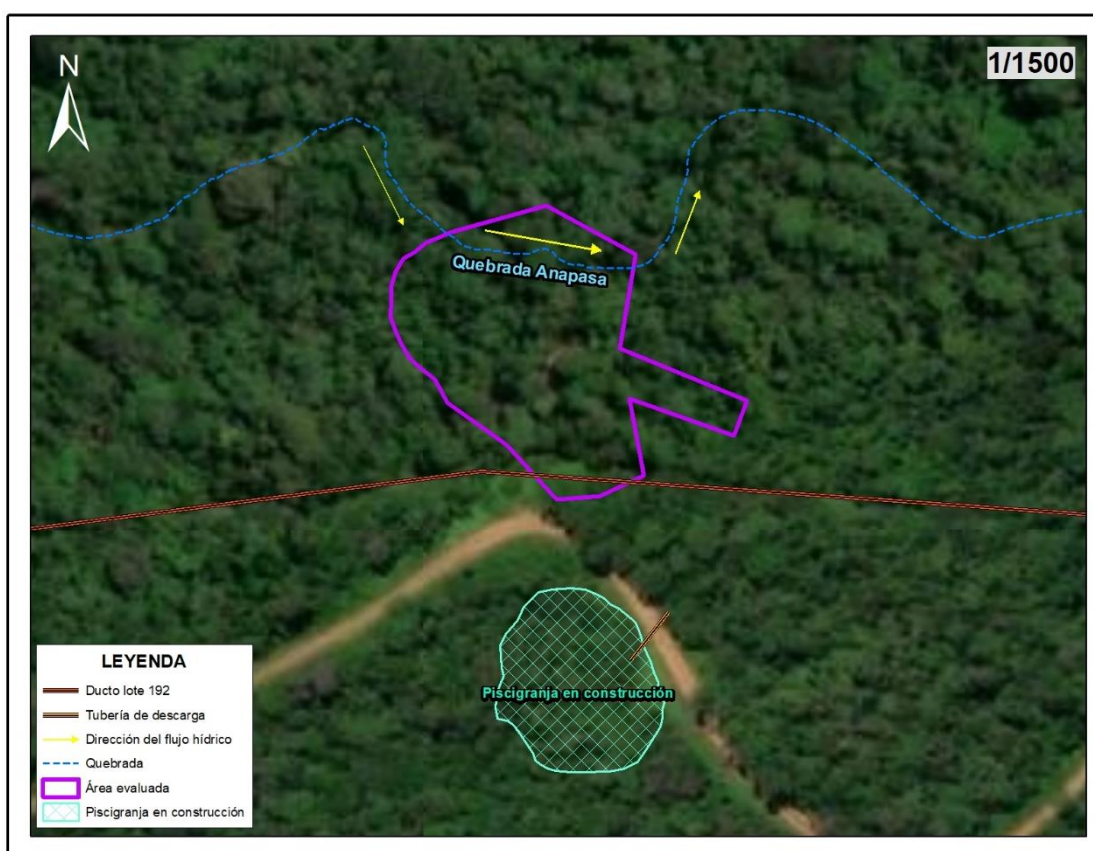 N
1/1500
Quebrada Anapasa
Piscigranja en construcción
LEYENDA
Ducto lote 192
Tubería de descarga
Dirección del flujo hídrico
Quebrada
Área evaluada
Piscigranja en construcción